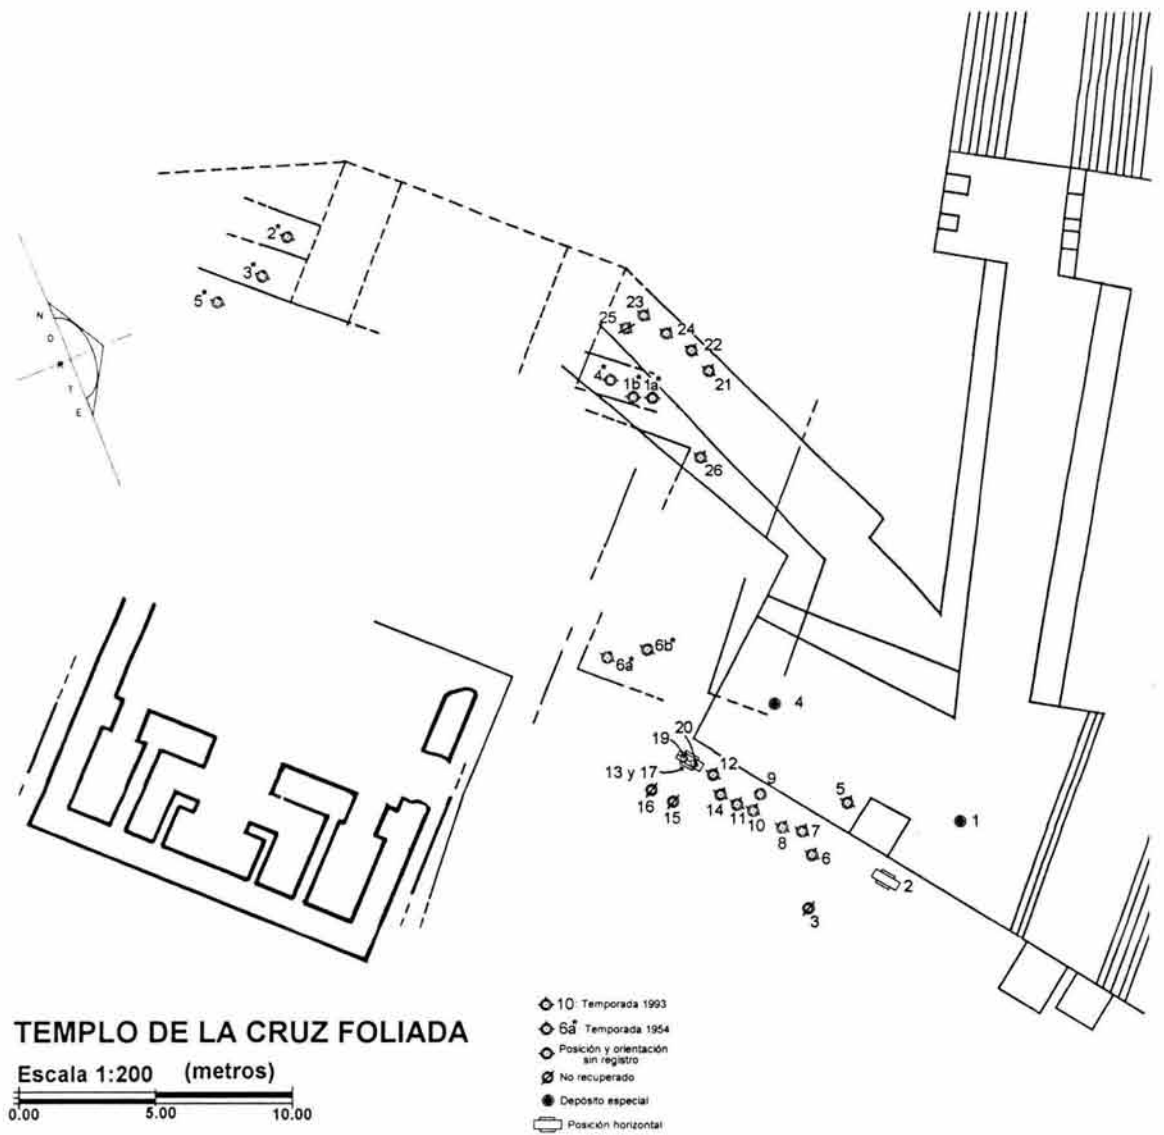 2*
3*
5*
NORTE
23
25
24
22
21
4*
1b*
1a*
26
6a*
6b*
4
20
19
13 y 17
12
9
16
15
14
11
10
5
1
8
7
6
2
3
TEMPLO DE LA CRUZ FOLIADA
Escala 1:200 (metros)
0.00 5.00 10.00
10: Temporada 1993
6a* Temporada 1954
Posición y orientación
sin registro
No recuperado
Depósito especial
Posición horizontal